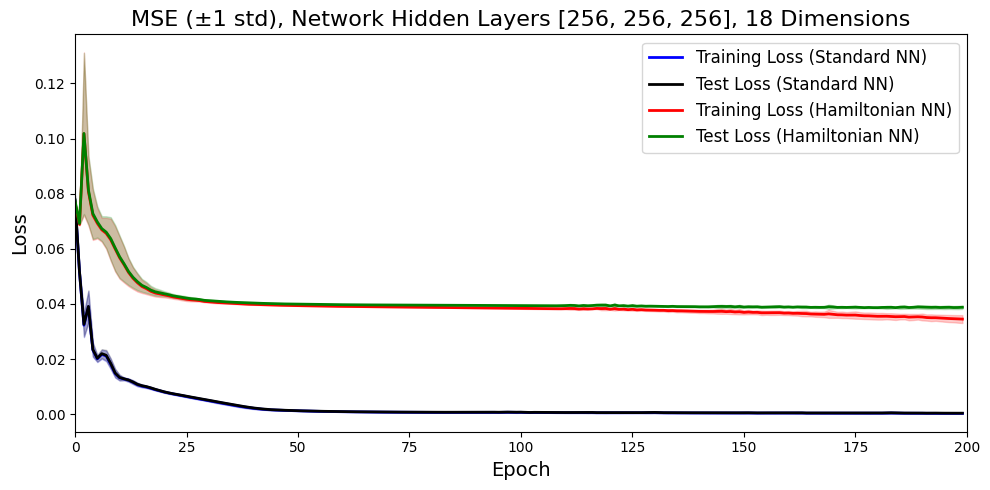 MSE (±1 std), Network Hidden Layers [256, 256, 256], 18 Dimensions
Training Loss (Standard NN)
Test Loss (Standard NN)
Training Loss (Hamiltonian NN)
Test Loss (Hamiltonian NN)
Loss
0.12
0.10
0.08
0.06
0.04
0.02
0.00
0 25 50 75 100 125 150 175 200
Epoch